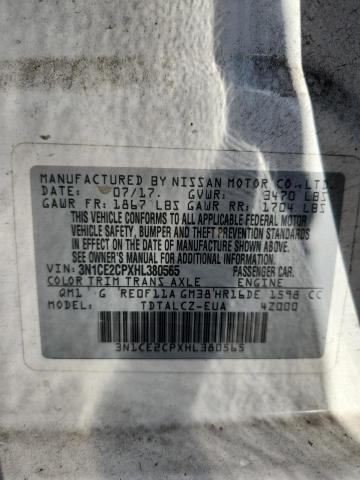 MANUFACTURED BY NISSAN MOTOR CO., LTD.
DATE: 07/17. GVWR: 3470 LBS
GAWR FR: 1867 LBS GAWR RR: 1704 LBS
THIS VEHICLE CONFORMS TO ALL APPLICABLE FEDERAL MOTOR
VEHICLE SAFETY, BUMPER AND THEFT PREVENTION STANDARDS
IN EFFECT ON THE DATE OF MANUFACTURE SHOWN ABOVE.
SEE OWNER'S MANUAL FOR ADDITIONAL INFORMATION
VIN: 3N1CE2CPXHL380565 PASSENGER CAR.
COLOR TRIM TRANS AXLE ENGINE
QM1 G RE0F11A GM38 HR16DE 1598 CC
TDTALCZ-EUA 4Z000
3N1CE2CPXHL380565